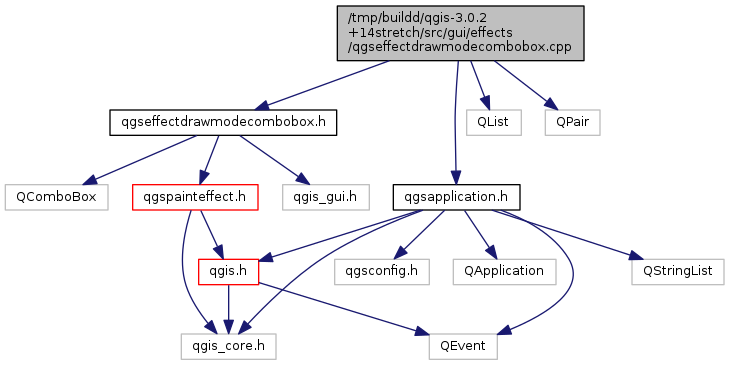 /tmp/buildd/qgis-3.0.2
+14stretch/src/gui/effects
/qgseffectdrawmodecombobox.cpp
qgseffectdrawmodecombobox.h
QList
QPair
QComboBox
qgspainteffect.h
qgis_gui.h
qgsapplication.h
qgis.h
qgsconfig.h
QApplication
QStringList
qgis_core.h
QEvent